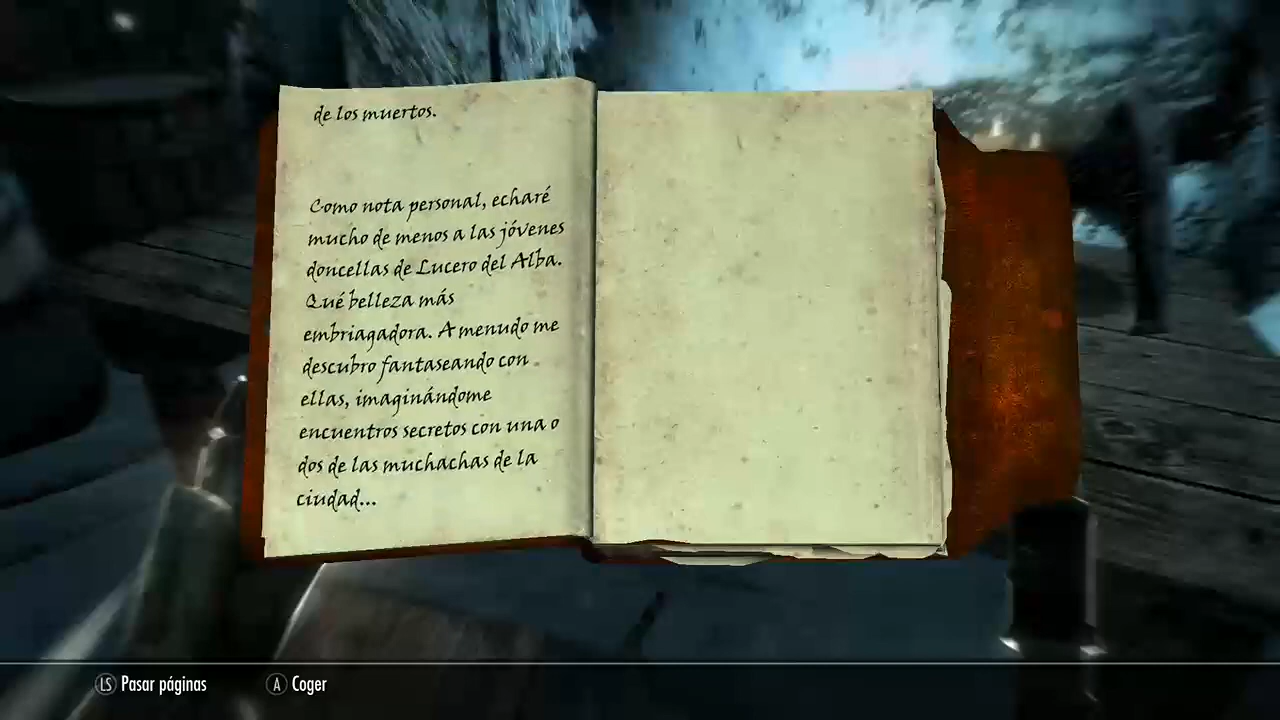 de los muertos.
Como nota personal, echaré
mucho de menos a las jóvenes
doncellas de Lucero del Alba.
Qué belleza más
embriagadora. A menudo me
descubro fantaseando con
ellas, imaginándome
encuentros secretos con una o
dos de las muchachas de la
ciudad...
LS Pasar páginas
A Coger